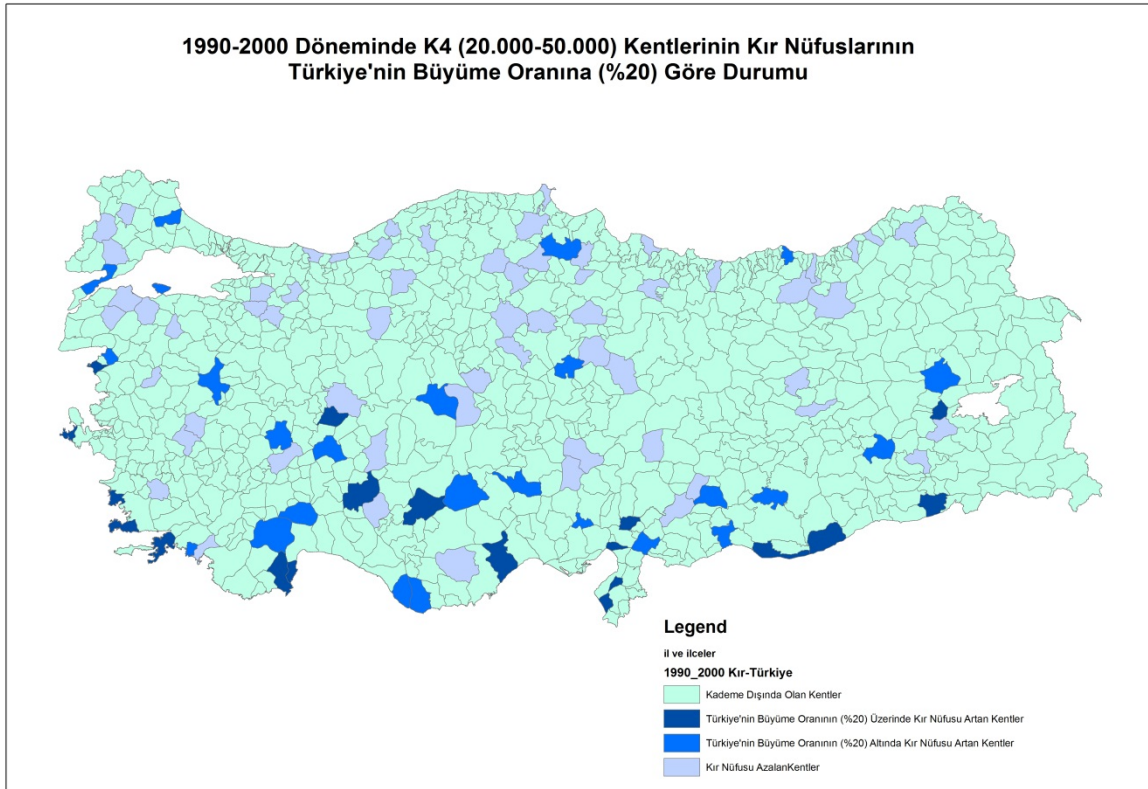 1990-2000 Döneminde K4 (20.000-50.000) Kentlerinin Kır Nüfuslarının
Türkiye'nin Büyüme Oranına (%20) Göre Durumu
Legend
il ve ilceler
1990_2000 Kır-Türkiye
Kademe Dışında Olan Kentler
Türkiye'nin Büyüme Oranının (%20) Üzerinde Kır Nüfusu Artan Kentler
Türkiye'nin Büyüme Oranının (%20) Altında Kır Nüfusu Artan Kentler
Kır Nüfusu AzalanKentler